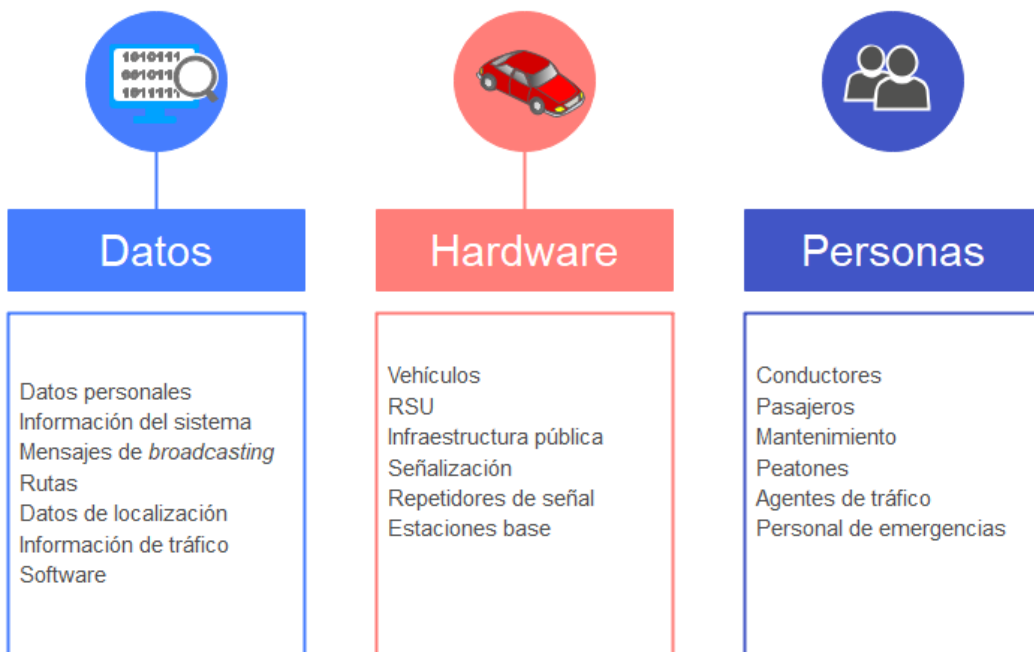 1010111
0010111
1011111
Datos
Datos personales
Información del sistema
Mensajes de broadcasting
Rutas
Datos de localización
Información de tráfico
Software
Hardware
Vehículos
RSU
Infraestructura pública
Señalización
Repetidores de señal
Estaciones base
Personas
Conductores
Pasajeros
Mantenimiento
Peatones
Agentes de tráfico
Personal de emergencias